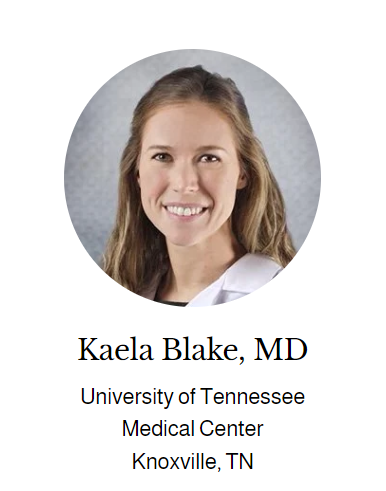 Kaela Blake, MD
University of Tennessee
Medical Center
Knoxville, TN